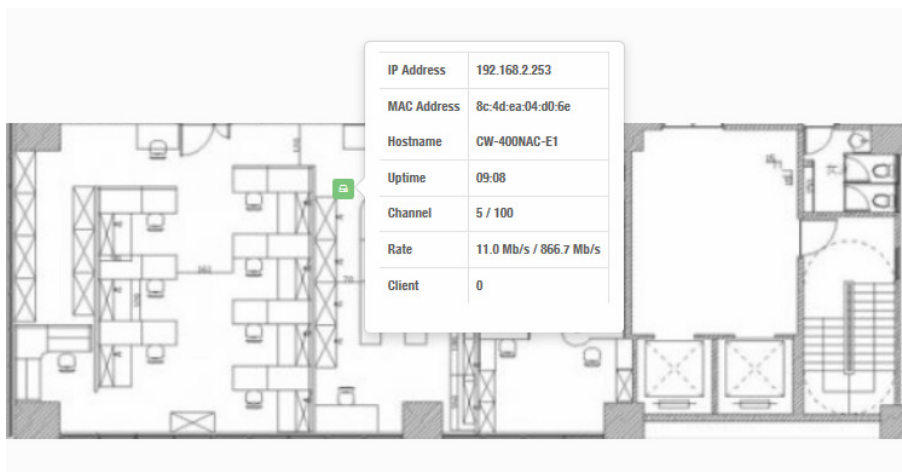 IP Address 192.168.2.253
MAC Address 8c:4d:ea:04:d0:6e
Hostname CW-400NAC-E1
Uptime 09:08
Channel 5 / 100
Rate 11.0 Mb/s / 866.7 Mb/s
Client 0